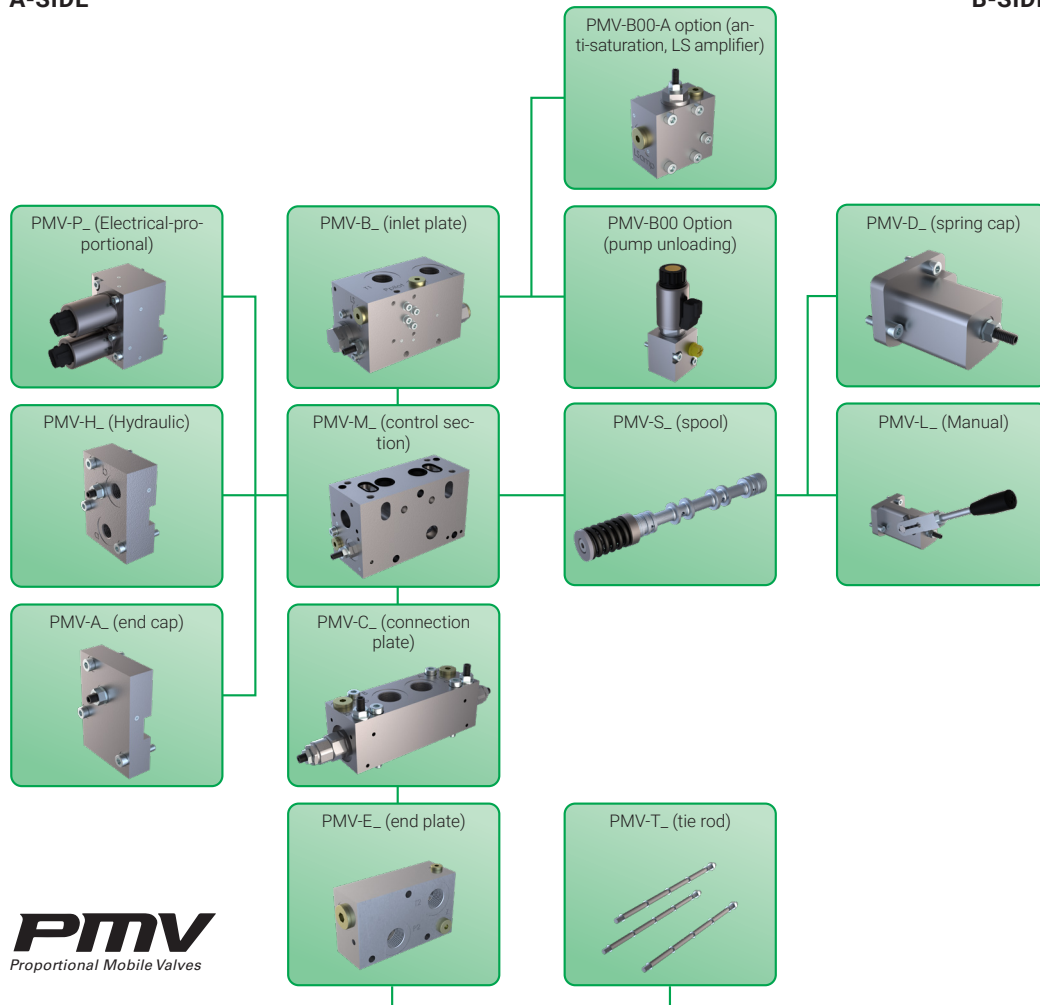 A-SIDE
B-SIDE
PMV-B00-A option (an-
ti-saturation, LS amplifier)
PMV-P_ (Electrical-pro-
portional)
PMV-B_ (inlet plate)
PMV-B00 Option
(pump unloading)
PMV-D_ (spring cap)
PMV-H_ (Hydraulic)
PMV-M_ (control sec-
tion)
PMV-S_ (spool)
PMV-L_ (Manual)
PMV-A_ (end cap)
PMV-C_ (connection
plate)
PMV-E_ (end plate)
PMV-T_ (tie rod)
PMV
Proportional Mobile Valves